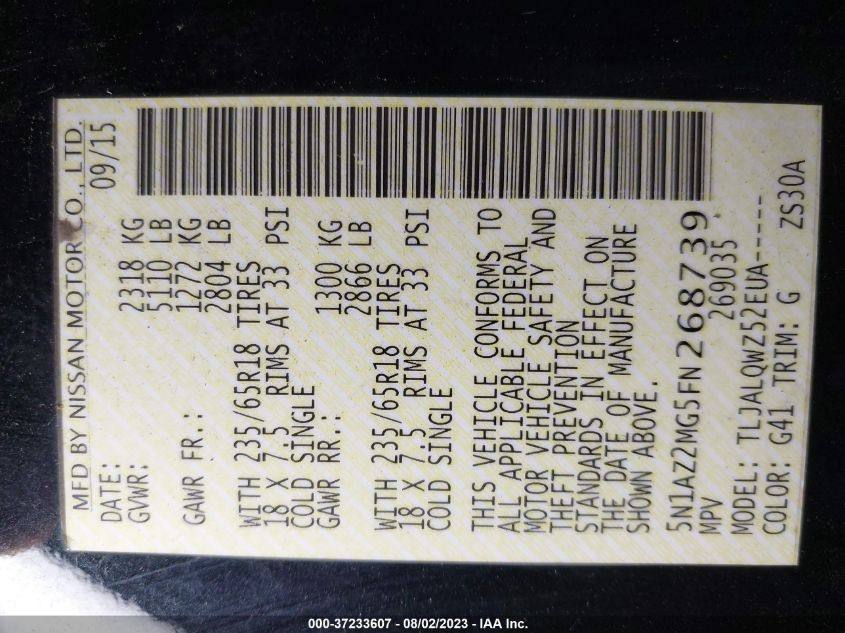 MFD BY NISSAN MOTOR CO., LTD.
DATE: 09/15
GVWR: 2318 KG
5110 LB
GAWR FR.: 1272 KG
2804 LB
WITH 235/65R18 TIRES
18 X 7.5 RIMS AT 33 PSI
COLD SINGLE
GAWR RR.: 1300 KG
2866 LB
WITH 235/65R18 TIRES
18 X 7.5 RIMS AT 33 PSI
COLD SINGLE
THIS VEHICLE CONFORMS TO
ALL APPLICABLE FEDERAL
MOTOR VEHICLE SAFETY AND
THEFT PREVENTION
STANDARDS IN EFFECT ON
THE DATE OF MANUFACTURE
SHOWN ABOVE.
5N1AZ2MG5FN268739
MPV 269035
MODEL: TLJALQWZ52EUA-----
COLOR: G41 TRIM: G ZS30A
000-37233607 - 08/02/2023 - IAA Inc.